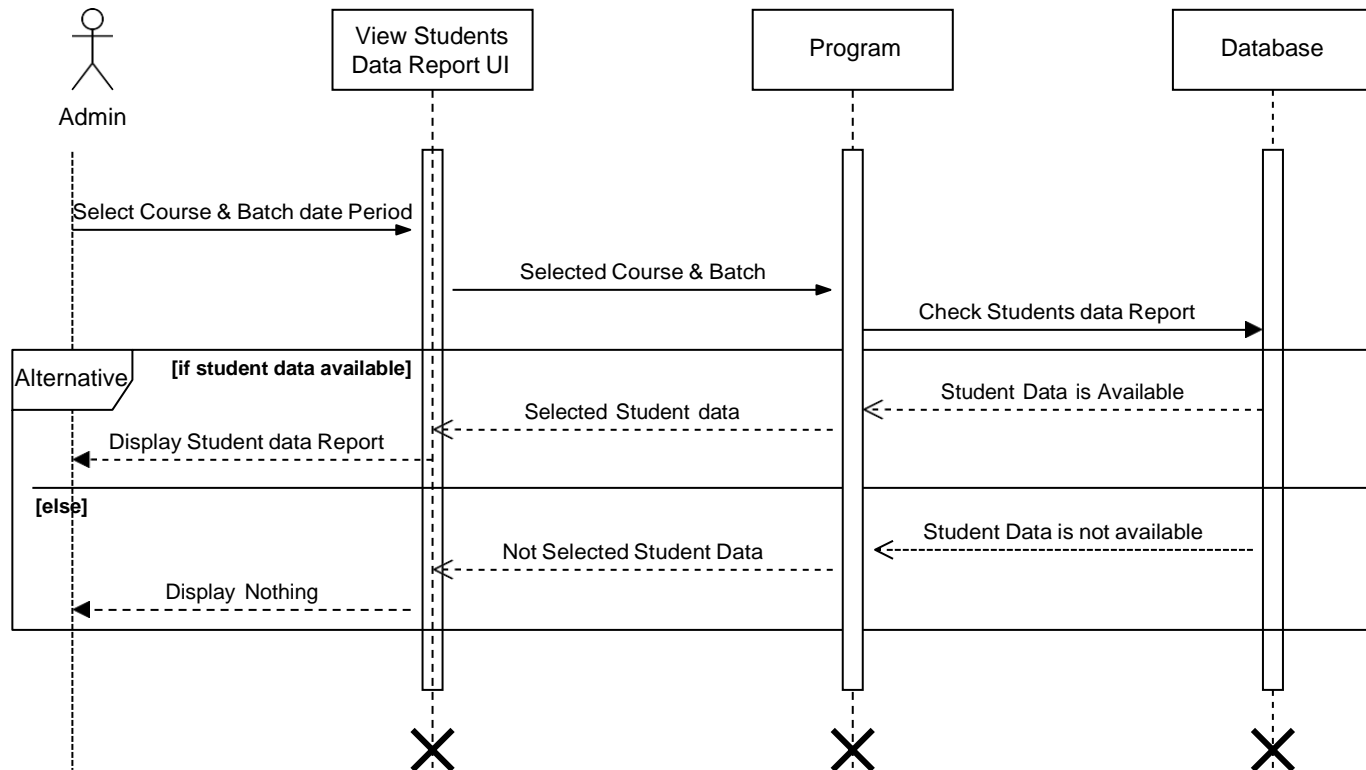 View Students
Data Report UI
Program
Database
Admin
Select Course & Batch date Period
Selected Course & Batch
Check Students data Report
Alternative
[if student data available]
Student Data is Available
Selected Student data
Display Student data Report
[else]
Student Data is not available
Not Selected Student Data
Display Nothing